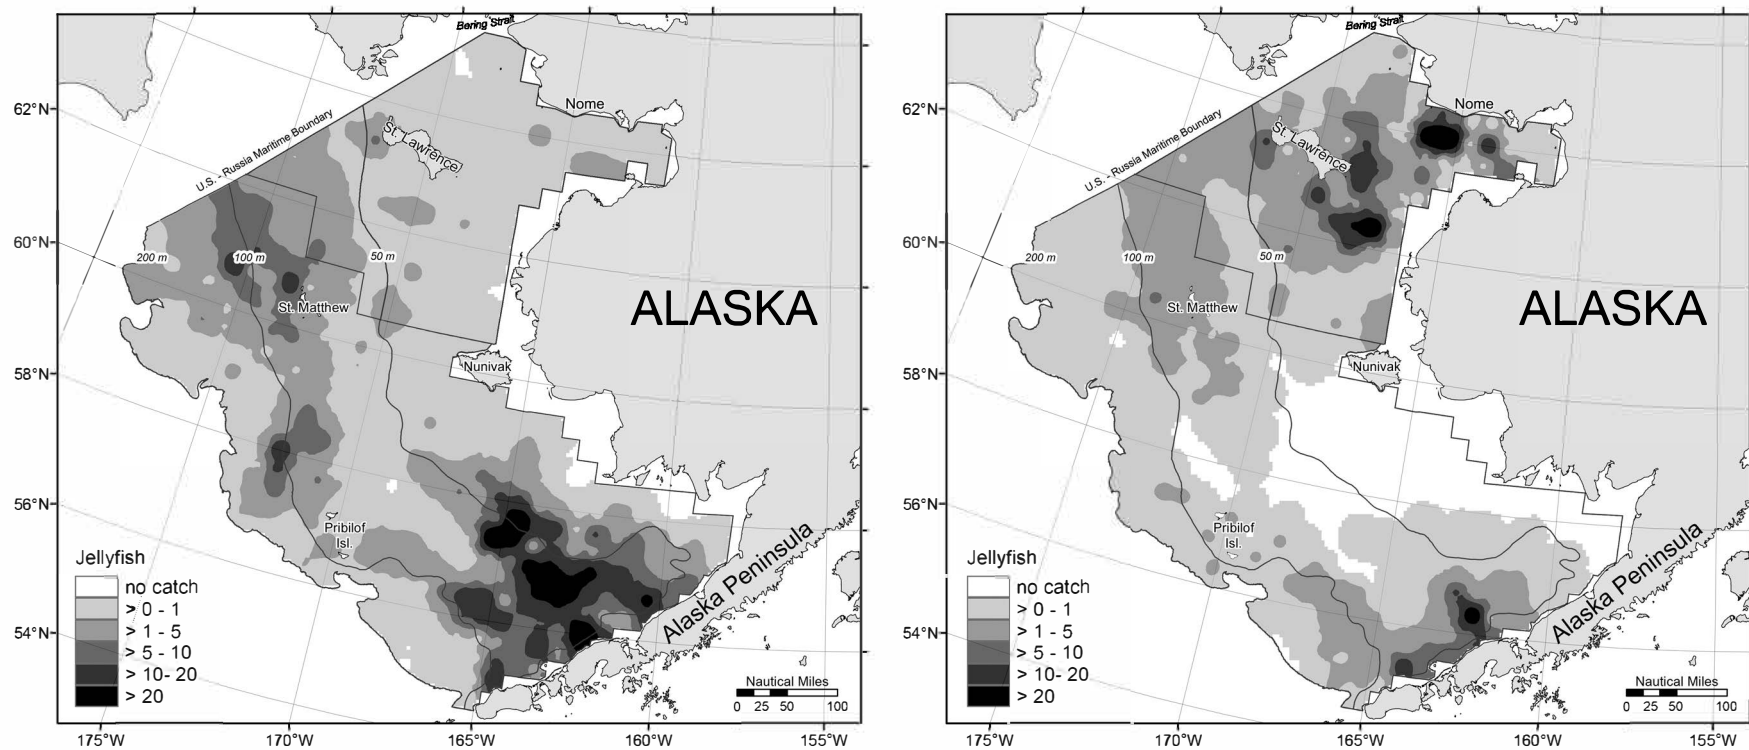 Bering Strait
Nome
62°N
St. Lawrence
U.S. - Russia Maritime Boundary
60°N
200 m
100 m
50 m
St. Matthew
ALASKA
58°N
Nunivak
56°N
Pribilof
Isl.
Alaska Peninsula
Jellyfish
no catch
> 0 - 1
> 1 - 5
> 5 - 10
> 10- 20
> 20
54°N
Nautical Miles
0 25 50 100
175°W 170°W 165°W 160°W 155°W
Bering Strait
Nome
62°N
St. Lawrence
U.S. - Russia Maritime Boundary
60°N
200 m
100 m
50 m
St. Matthew
ALASKA
58°N
Nunivak
56°N
Pribilof
Isl.
Alaska Peninsula
Jellyfish
no catch
> 0 - 1
> 1 - 5
> 5 - 10
> 10- 20
> 20
54°N
Nautical Miles
0 25 50 100
175°W 170°W 165°W 160°W 155°W